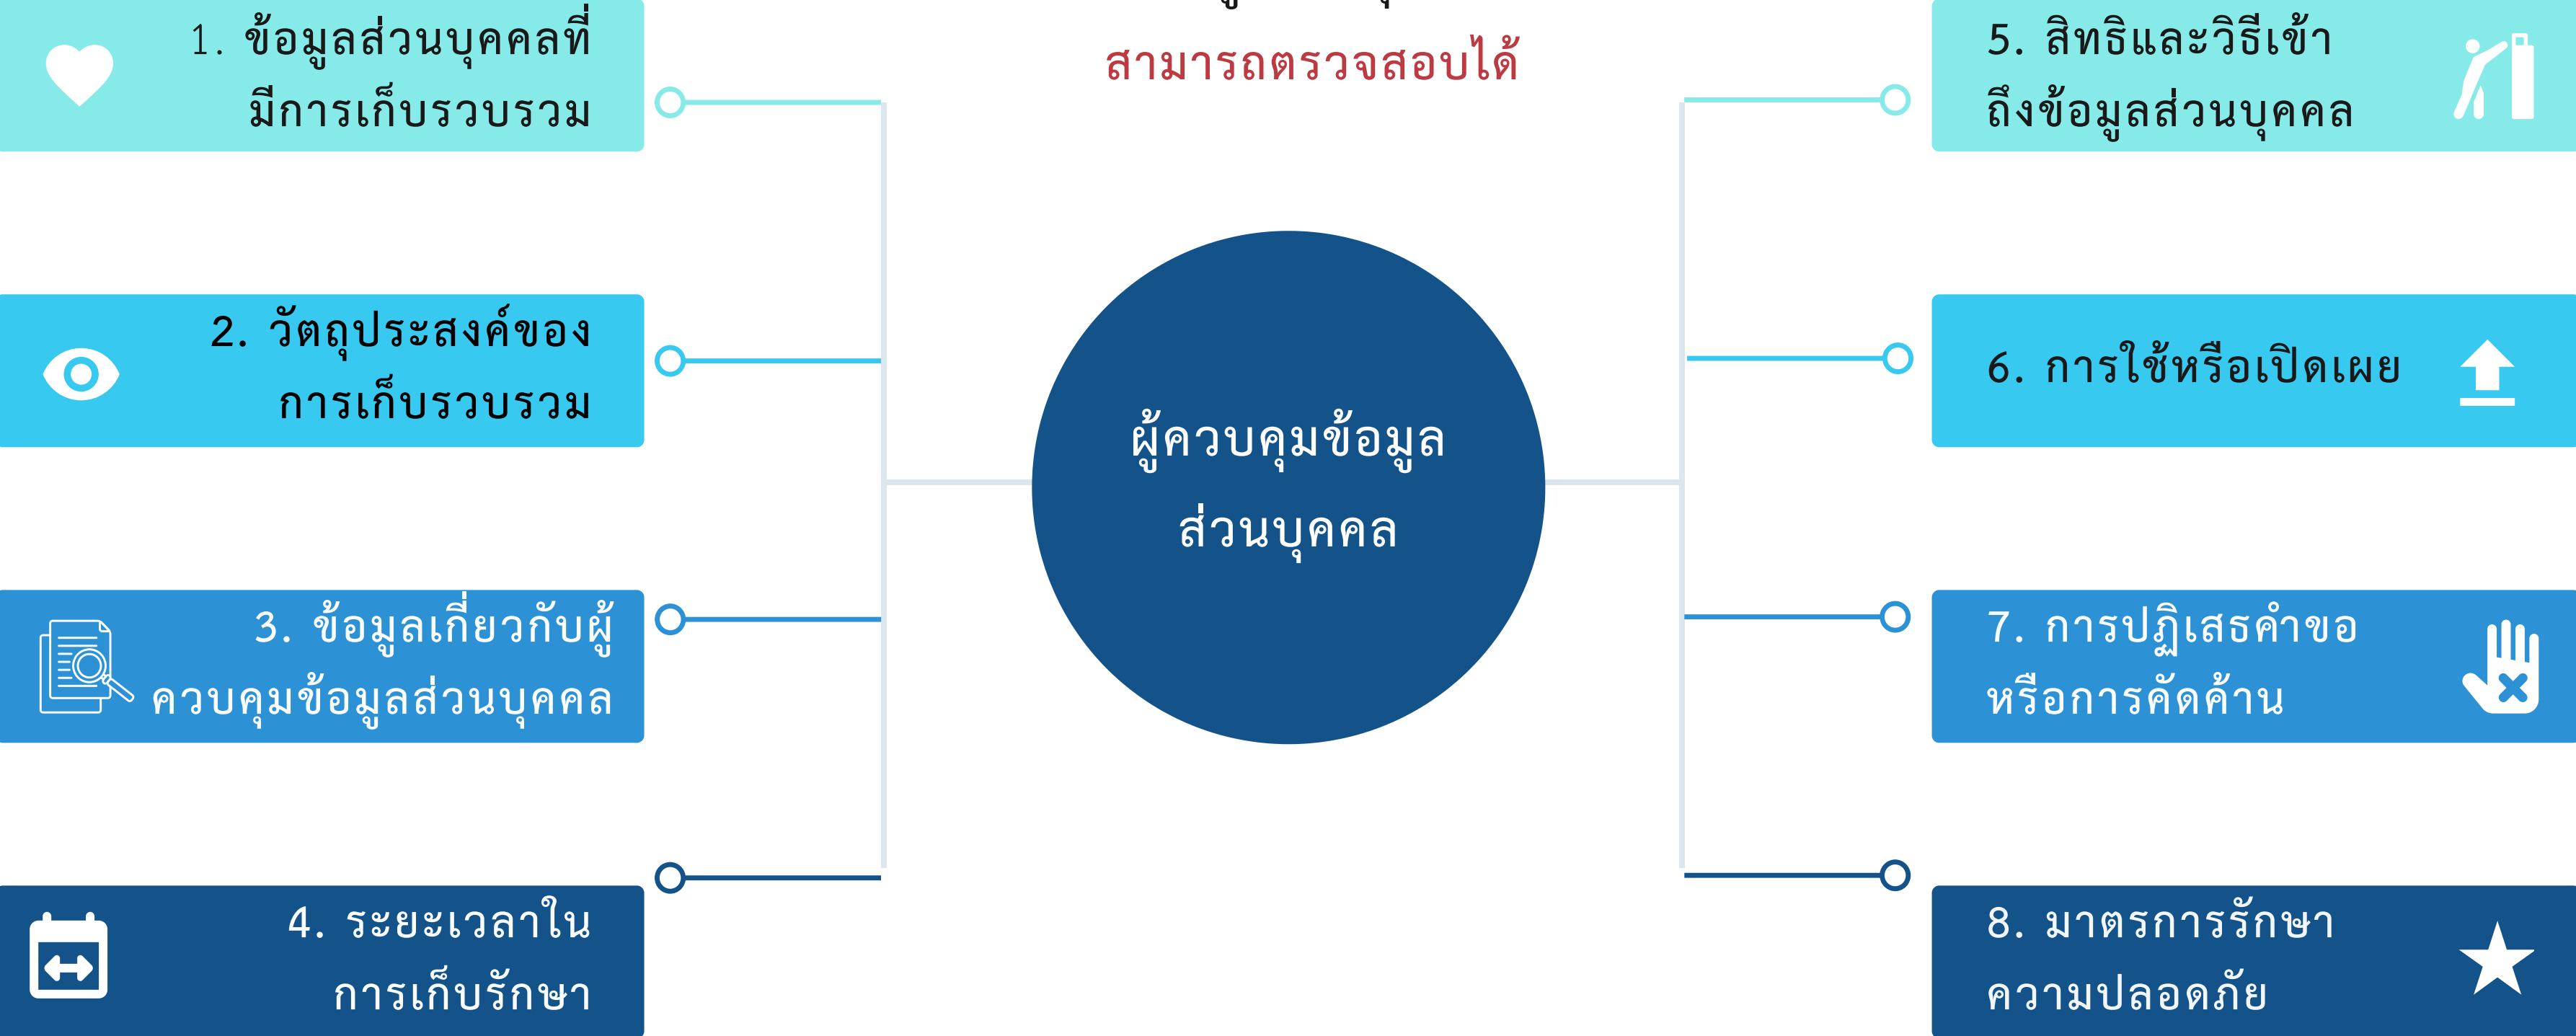 สามารถตรวจสอบได้
1. ข้อมูลส่วนบุคคลที่
มีการเก็บรวบรวม
2. วัตถุประสงค์ของ
การเก็บรวบรวม
3. ข้อมูลเกี่ยวกับผู้
ควบคุมข้อมูลส่วนบุคคล
4. ระยะเวลาใน
การเก็บรักษา
ผู้ควบคุมข้อมูล
ส่วนบุคคล
5. สิทธิและวิธีเข้า
ถึงข้อมูลส่วนบุคคล
6. การใช้หรือเปิดเผย
7. การปฏิเสธคำขอ
หรือการคัดค้าน
8. มาตรการรักษา
ความปลอดภัย